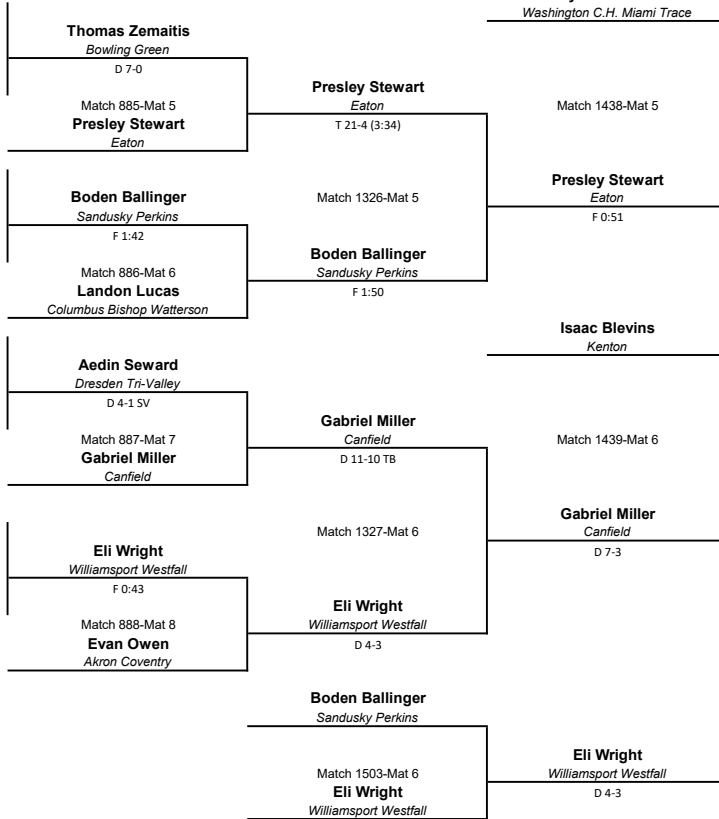 Washington C.H. Miami Trace
Thomas Zemaitis
Bowling Green
D 7-0
Match 885-Mat 5
Presley Stewart
Eaton
Presley Stewart
Eaton
T 21-4 (3:34)
Match 1438-Mat 5
Boden Ballinger
Sandusky Perkins
F 1:42
Match 886-Mat 6
Landon Lucas
Columbus Bishop Watterson
Match 1326-Mat 5
Boden Ballinger
Sandusky Perkins
F 1:50
Presley Stewart
Eaton
F 0:51
Isaac Blevins
Kenton
Aedin Seward
Dresden Tri-Valley
D 4-1 SV
Match 887-Mat 7
Gabriel Miller
Canfield
Gabriel Miller
Canfield
D 11-10 TB
Match 1439-Mat 6
Eli Wright
Williamsport Westfall
F 0:43
Match 888-Mat 8
Evan Owen
Akron Coventry
Match 1327-Mat 6
Eli Wright
Williamsport Westfall
D 4-3
Gabriel Miller
Canfield
D 7-3
Boden Ballinger
Sandusky Perkins
Match 1503-Mat 6
Eli Wright
Williamsport Westfall
Eli Wright
Williamsport Westfall
D 4-3